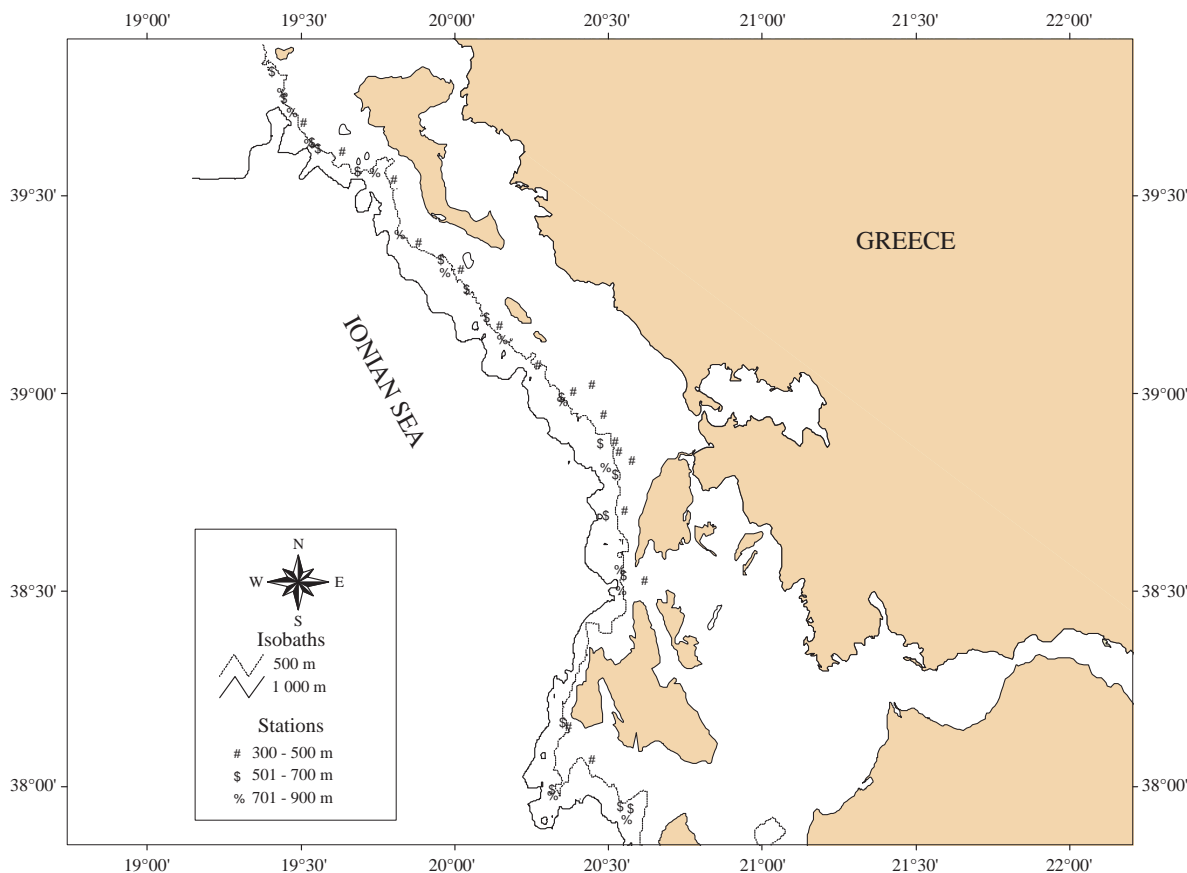 19°00' 19°30' 20°00' 20°30' 21°00' 21°30' 22°00'
39°30' 39°30'
GREECE
IONIAN SEA
39°00' 39°00'
N
W E
S
38°30' 38°30'
Isobaths
500 m
1 000 m
Stations
# 300 - 500 m
$ 501 - 700 m
% 701 - 900 m
38°00' 38°00'
19°00' 19°30' 20°00' 20°30' 21°00' 21°30' 22°00'